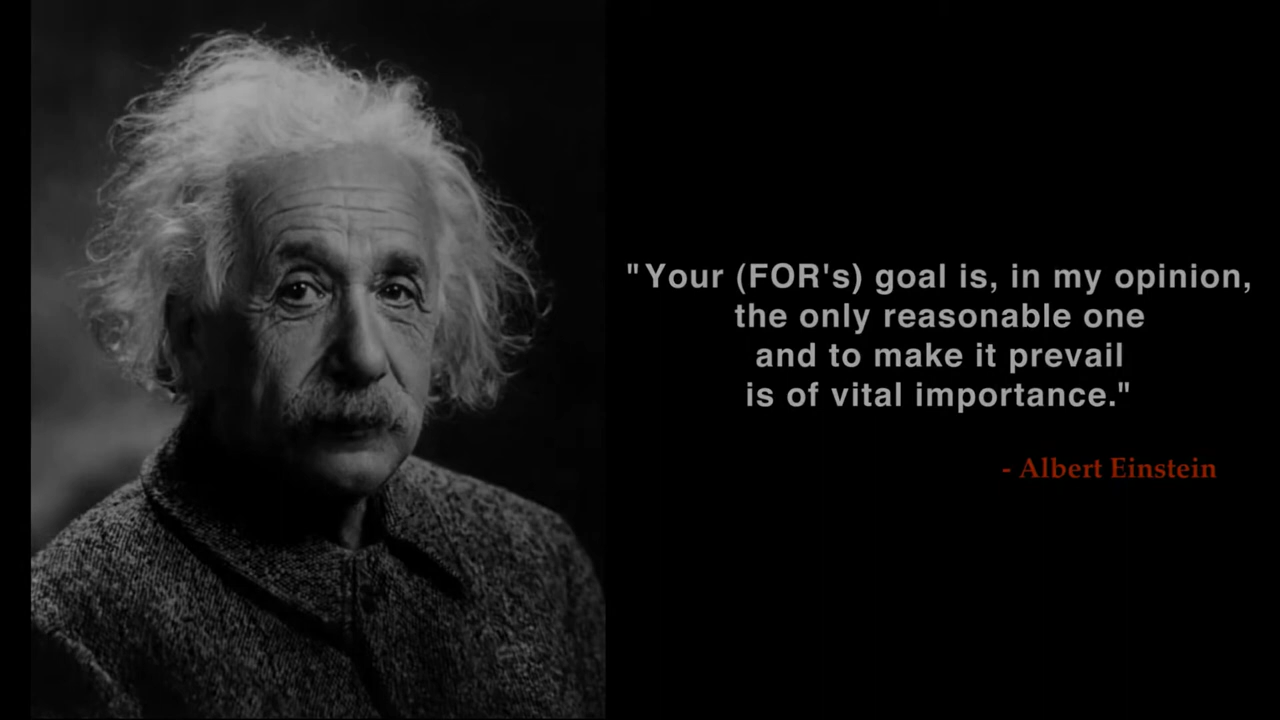 "Your (FOR's) goal is, in my opinion,
the only reasonable one
and to make it prevail
is of vital importance."
- Albert Einstein